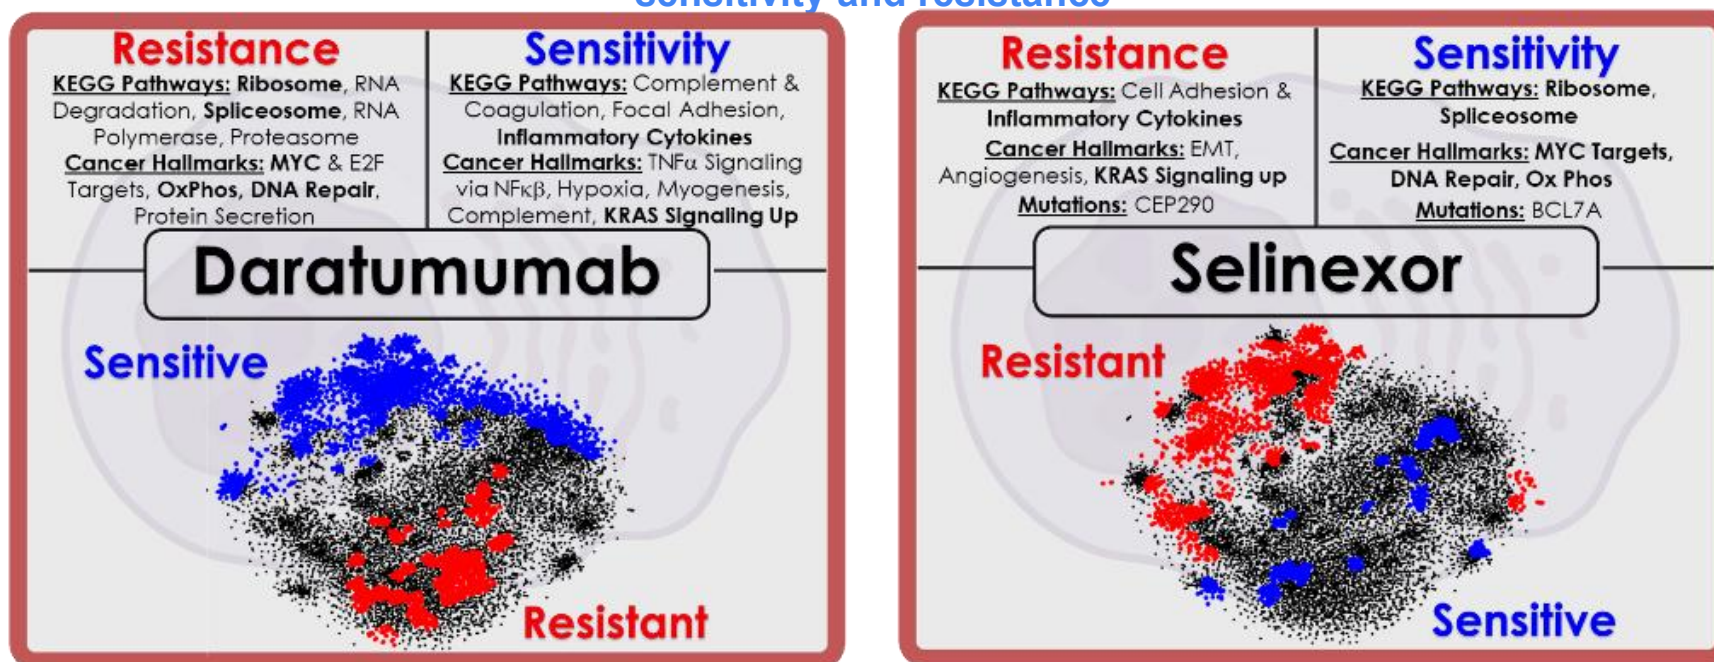 sensitivity and resistance
Resistance
KEGG Pathways: Ribosome, RNA
Degradation, Spliceosome, RNA
Polymerase, Proteasome
Cancer Hallmarks: MYC & E2F
Targets, OxPhos, DNA Repair,
Protein Secretion
Sensitivity
KEGG Pathways: Complement &
Coagulation, Focal Adhesion,
Inflammatory Cytokines
Cancer Hallmarks: TNFα Signaling
via NFκβ, Hypoxia, Myogenesis,
Complement, KRAS Signaling Up
Daratumumab
Sensitive
Resistant
Resistance
KEGG Pathways: Cell Adhesion &
Inflammatory Cytokines
Cancer Hallmarks: EMT,
Angiogenesis, KRAS Signaling up
Mutations: CEP290
Sensitivity
KEGG Pathways: Ribosome,
Spliceosome
Cancer Hallmarks: MYC Targets,
DNA Repair, Ox Phos
Mutations: BCL7A
Selinexor
Resistant
Sensitive